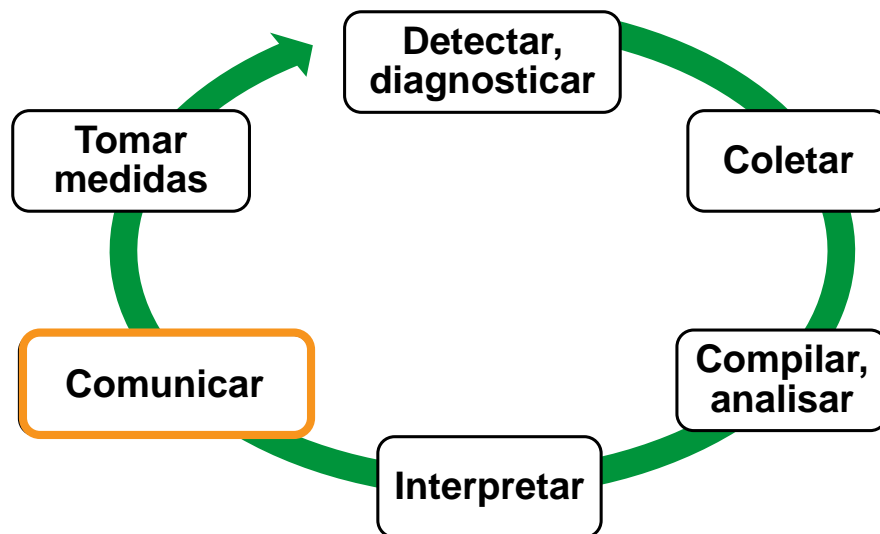 Detectar,
diagnosticar
Coletar
Compilar,
analisar
Interpretar
Comunicar
Tomar
medidas